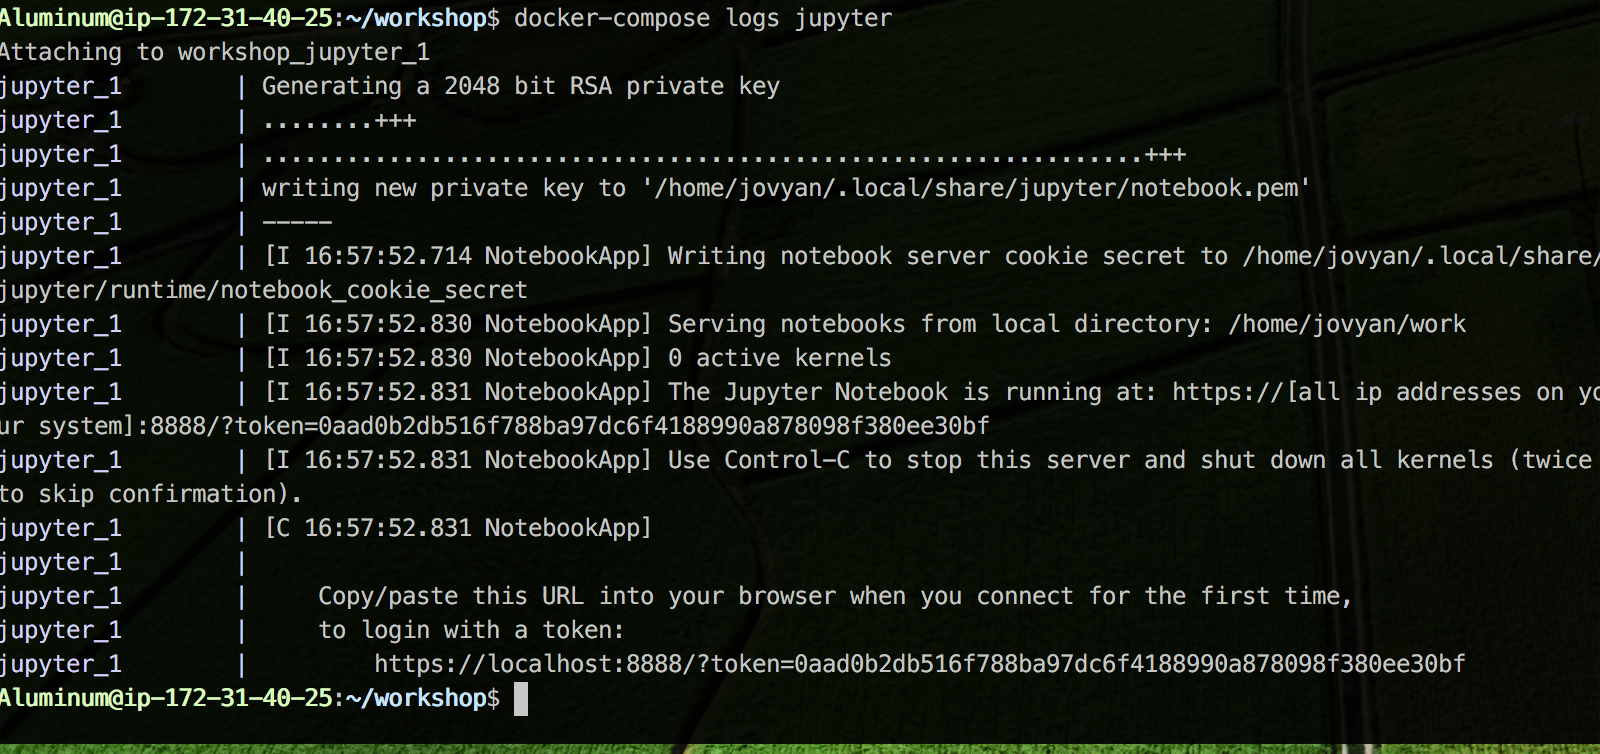 Aluminum@ip-172-31-40-25:~/workshop$ docker-compose logs jupyter
Attaching to workshop_jupyter_1
jupyter_1        | Generating a 2048 bit RSA private key
jupyter_1        | ........+++
jupyter_1        | ...............................................................+++
jupyter_1        | writing new private key to '/home/jovyan/.local/share/jupyter/notebook.pem'
jupyter_1        | -----
jupyter_1        | [I 16:57:52.714 NotebookApp] Writing notebook server cookie secret to /home/jovyan/.local/share/
jupyter/runtime/notebook_cookie_secret
jupyter_1        | [I 16:57:52.830 NotebookApp] Serving notebooks from local directory: /home/jovyan/work
jupyter_1        | [I 16:57:52.830 NotebookApp] 0 active kernels
jupyter_1        | [I 16:57:52.831 NotebookApp] The Jupyter Notebook is running at: https://[all ip addresses on yo
ur system]:8888/?token=0aad0b2db516f788ba97dc6f4188990a878098f380ee30bf
jupyter_1        | [I 16:57:52.831 NotebookApp] Use Control-C to stop this server and shut down all kernels (twice
to skip confirmation).
jupyter_1        | [C 16:57:52.831 NotebookApp]
jupyter_1        |
jupyter_1        |     Copy/paste this URL into your browser when you connect for the first time,
jupyter_1        |     to login with a token:
jupyter_1        |         https://localhost:8888/?token=0aad0b2db516f788ba97dc6f4188990a878098f380ee30bf
Aluminum@ip-172-31-40-25:~/workshop$